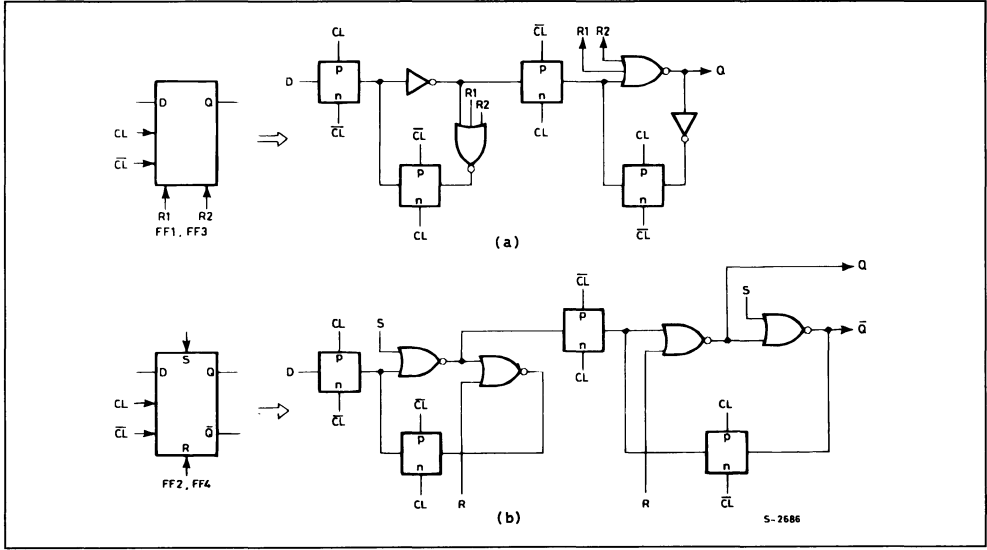 CL
p
D
n
C̅L̅
C̅L̅
p
n
CL
R1
R2
C̅L̅
p
n
CL
R1 R2
Q
CL
p
n
C̅L̅
D Q
CL
C̅L̅
R1 R2
FF1, FF3
(a)
CL
p
D
n
C̅L̅
S
C̅L̅
p
n
CL
R
C̅L̅
p
n
CL
R
S
Q
Q̅
CL
p
n
C̅L̅
S
D Q
CL
C̅L̅
Q̅
R
FF2, FF4
(b)
S-2686